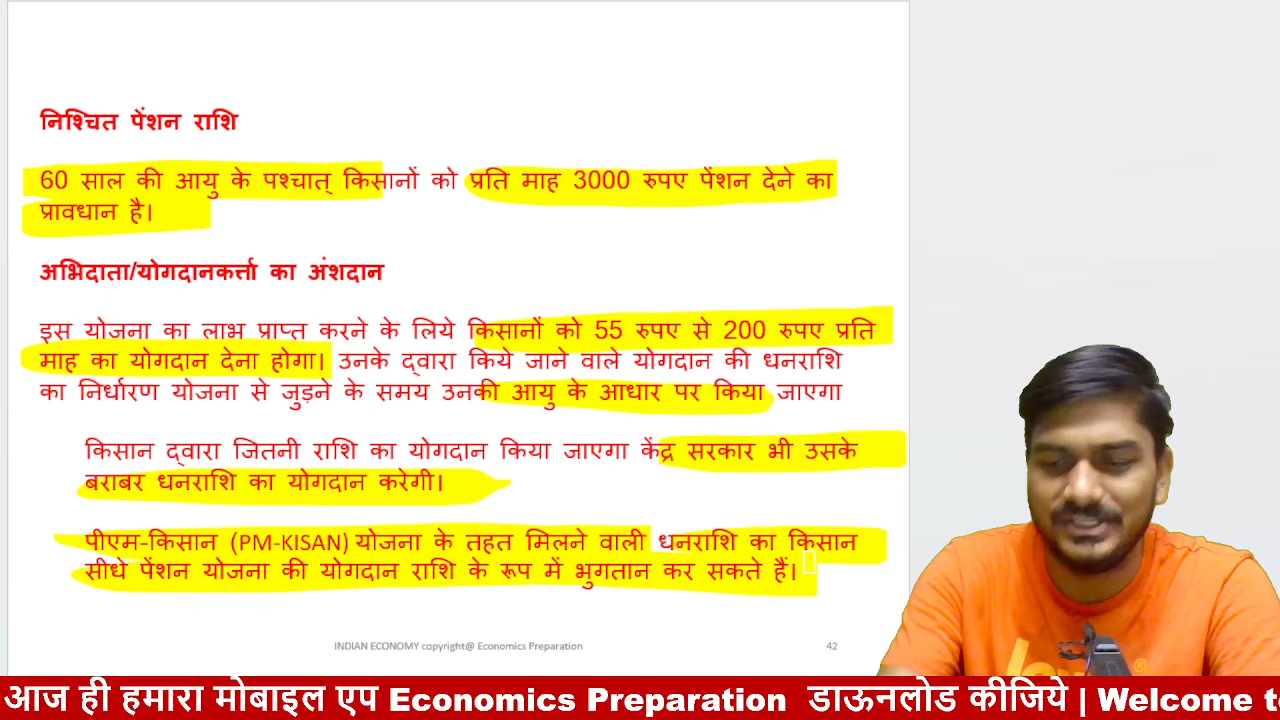 निश्चित पेंशन राशि
60 साल की आयु के पश्चात् किसानों को प्रति माह 3000 रुपए पेंशन देने का
प्रावधान है।
अभिदाता/योगदानकर्त्ता का अंशदान
इस योजना का लाभ प्राप्त करने के लिये किसानों को 55 रुपए से 200 रुपए प्रति
माह का योगदान देना होगा। उनके द्वारा किये जाने वाले योगदान की धनराशि
का निर्धारण योजना से जुड़ने के समय उनकी आयु के आधार पर किया जाएगा
किसान द्वारा जितनी राशि का योगदान किया जाएगा केंद्र सरकार भी उसके
बराबर धनराशि का योगदान करेगी।
पीएम-किसान (PM-KISAN) योजना के तहत मिलने वाली धनराशि का किसान
सीधे पेंशन योजना की योगदान राशि के रूप में भुगतान कर सकते हैं।
INDIAN ECONOMY copyright@ Economics Preparation 42
आज ही हमारा मोबाइल एप Economics Preparation डाऊनलोड कीजिये | Welcome t